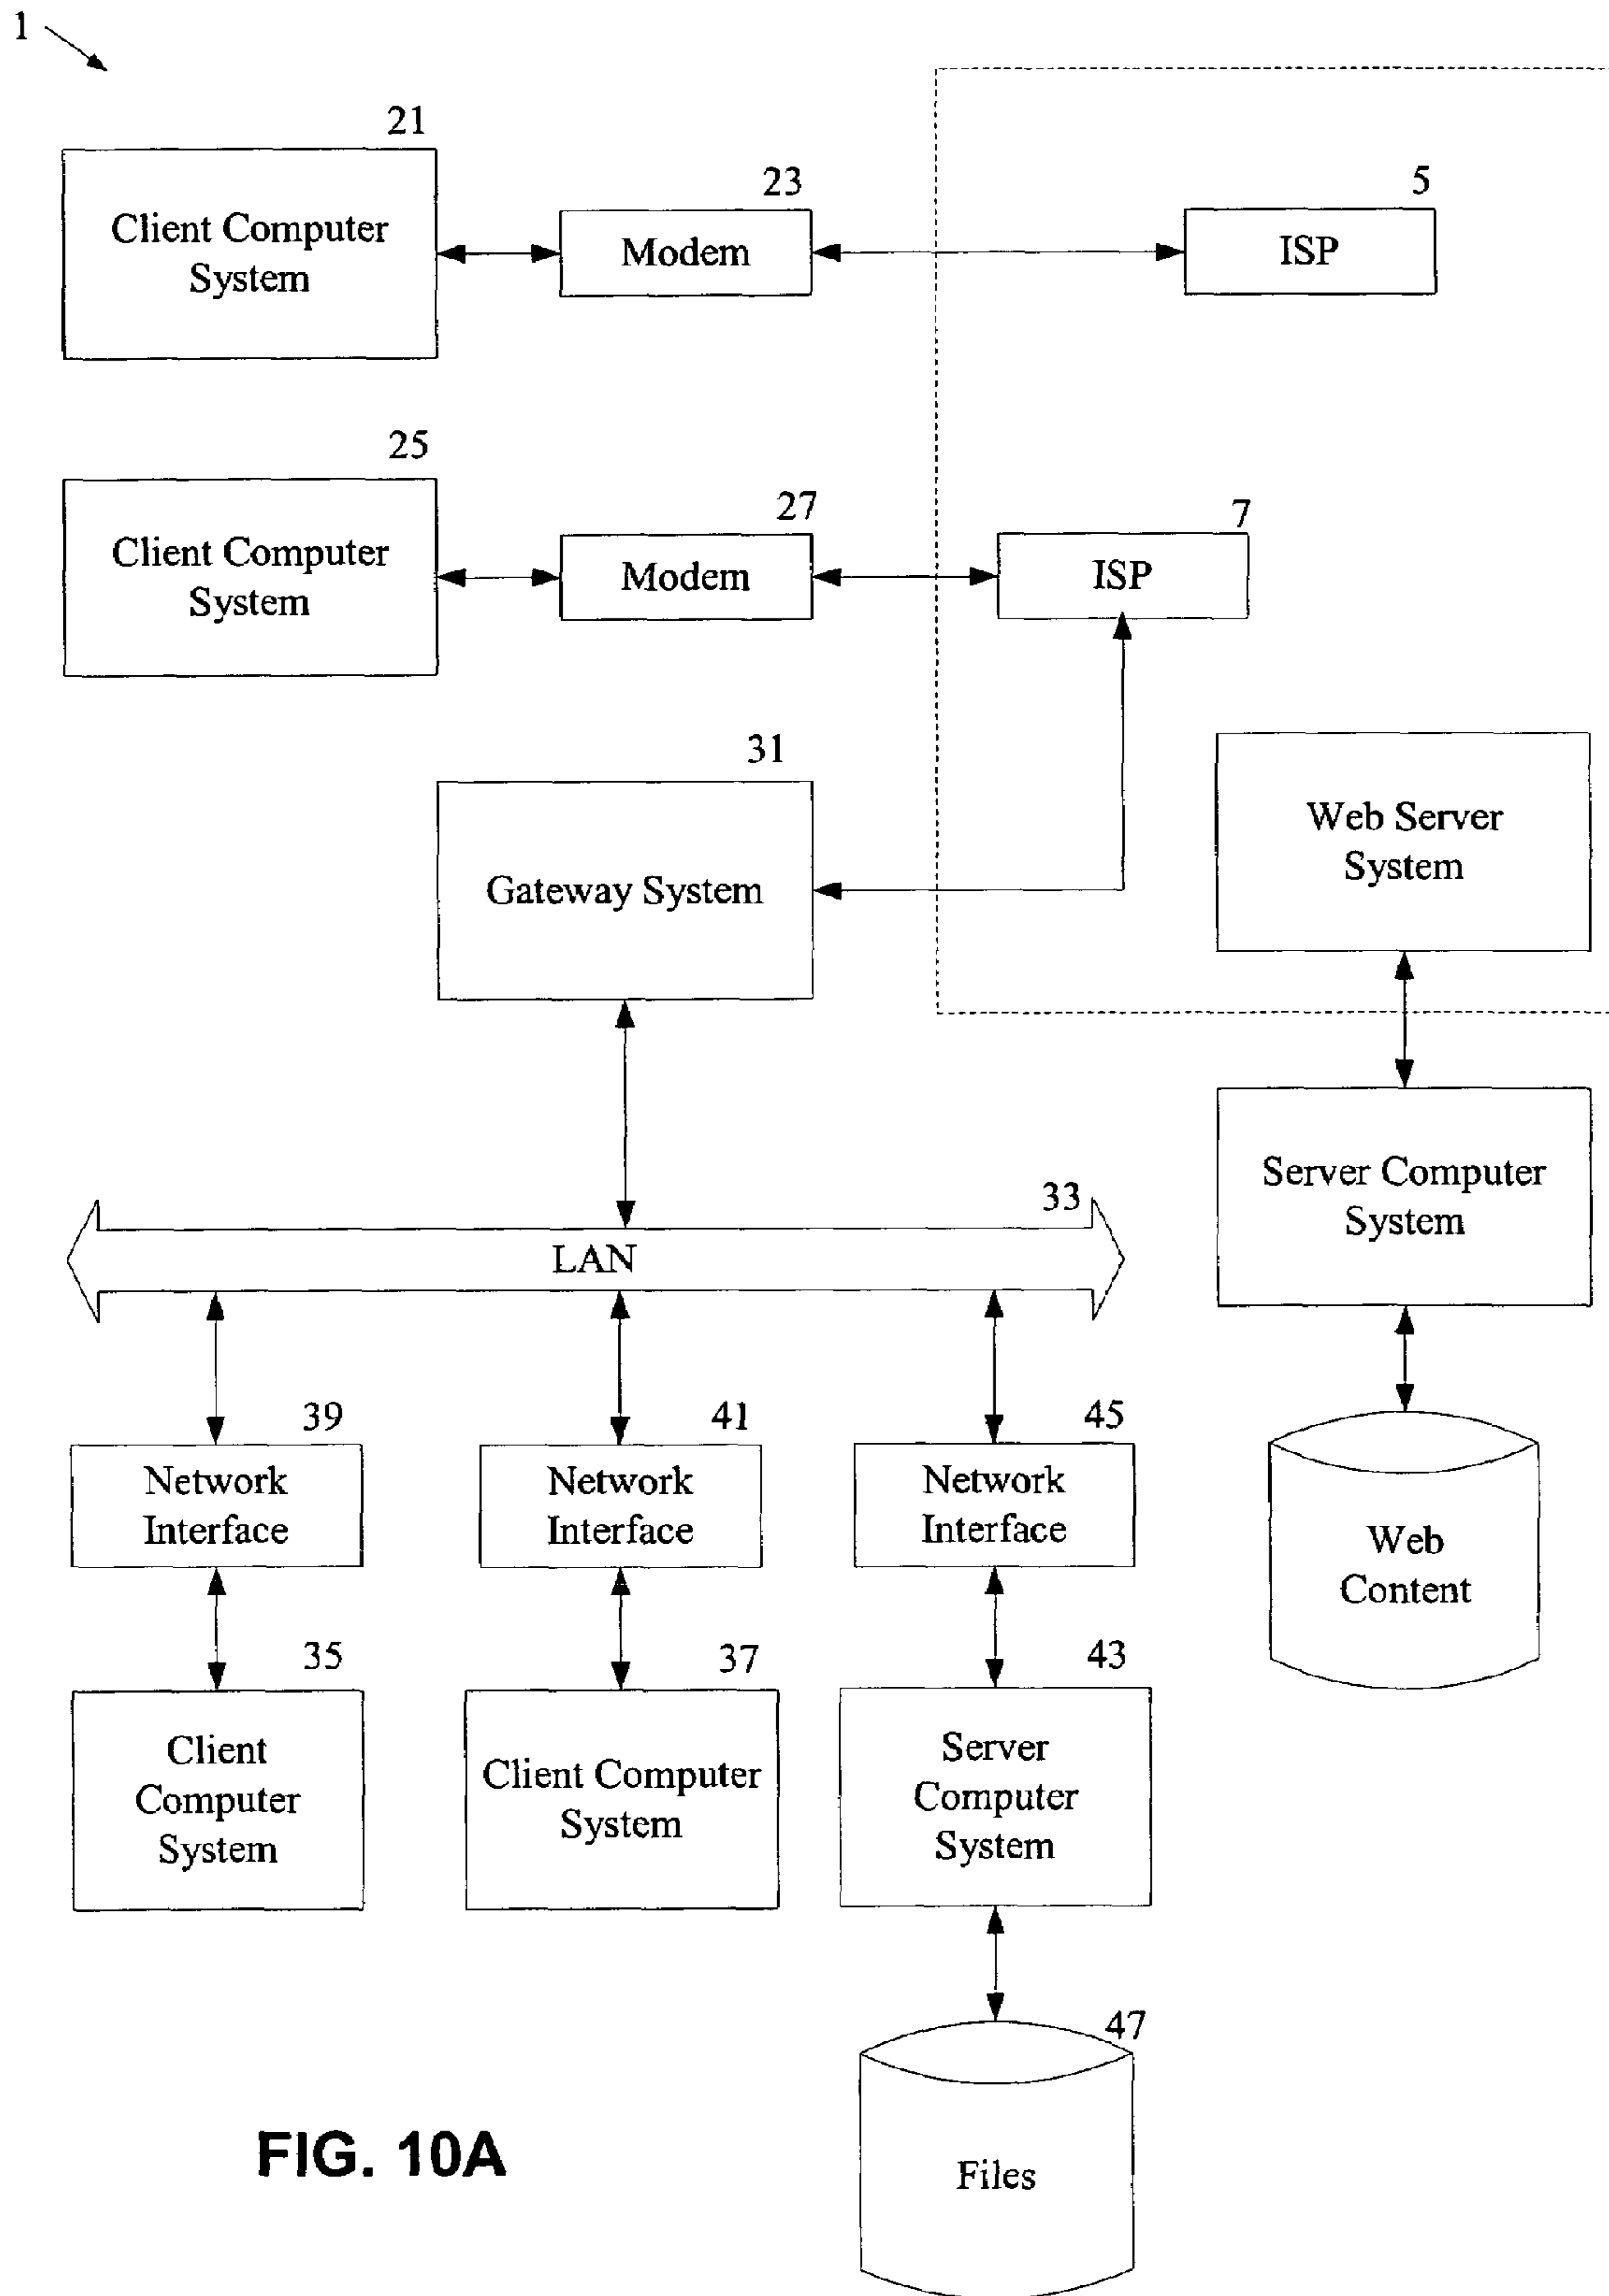 1
21
Client Computer
System
23
Modem
5
ISP
25
Client Computer
System
27
Modem
7
ISP
31
Gateway System
Web Server
System
33
LAN
Server Computer
System
39
Network
Interface
41
Network
Interface
45
Network
Interface
Web
Content
35
Client
Computer
System
37
Client Computer
System
43
Server
Computer
System
47
Files
FIG. 10A